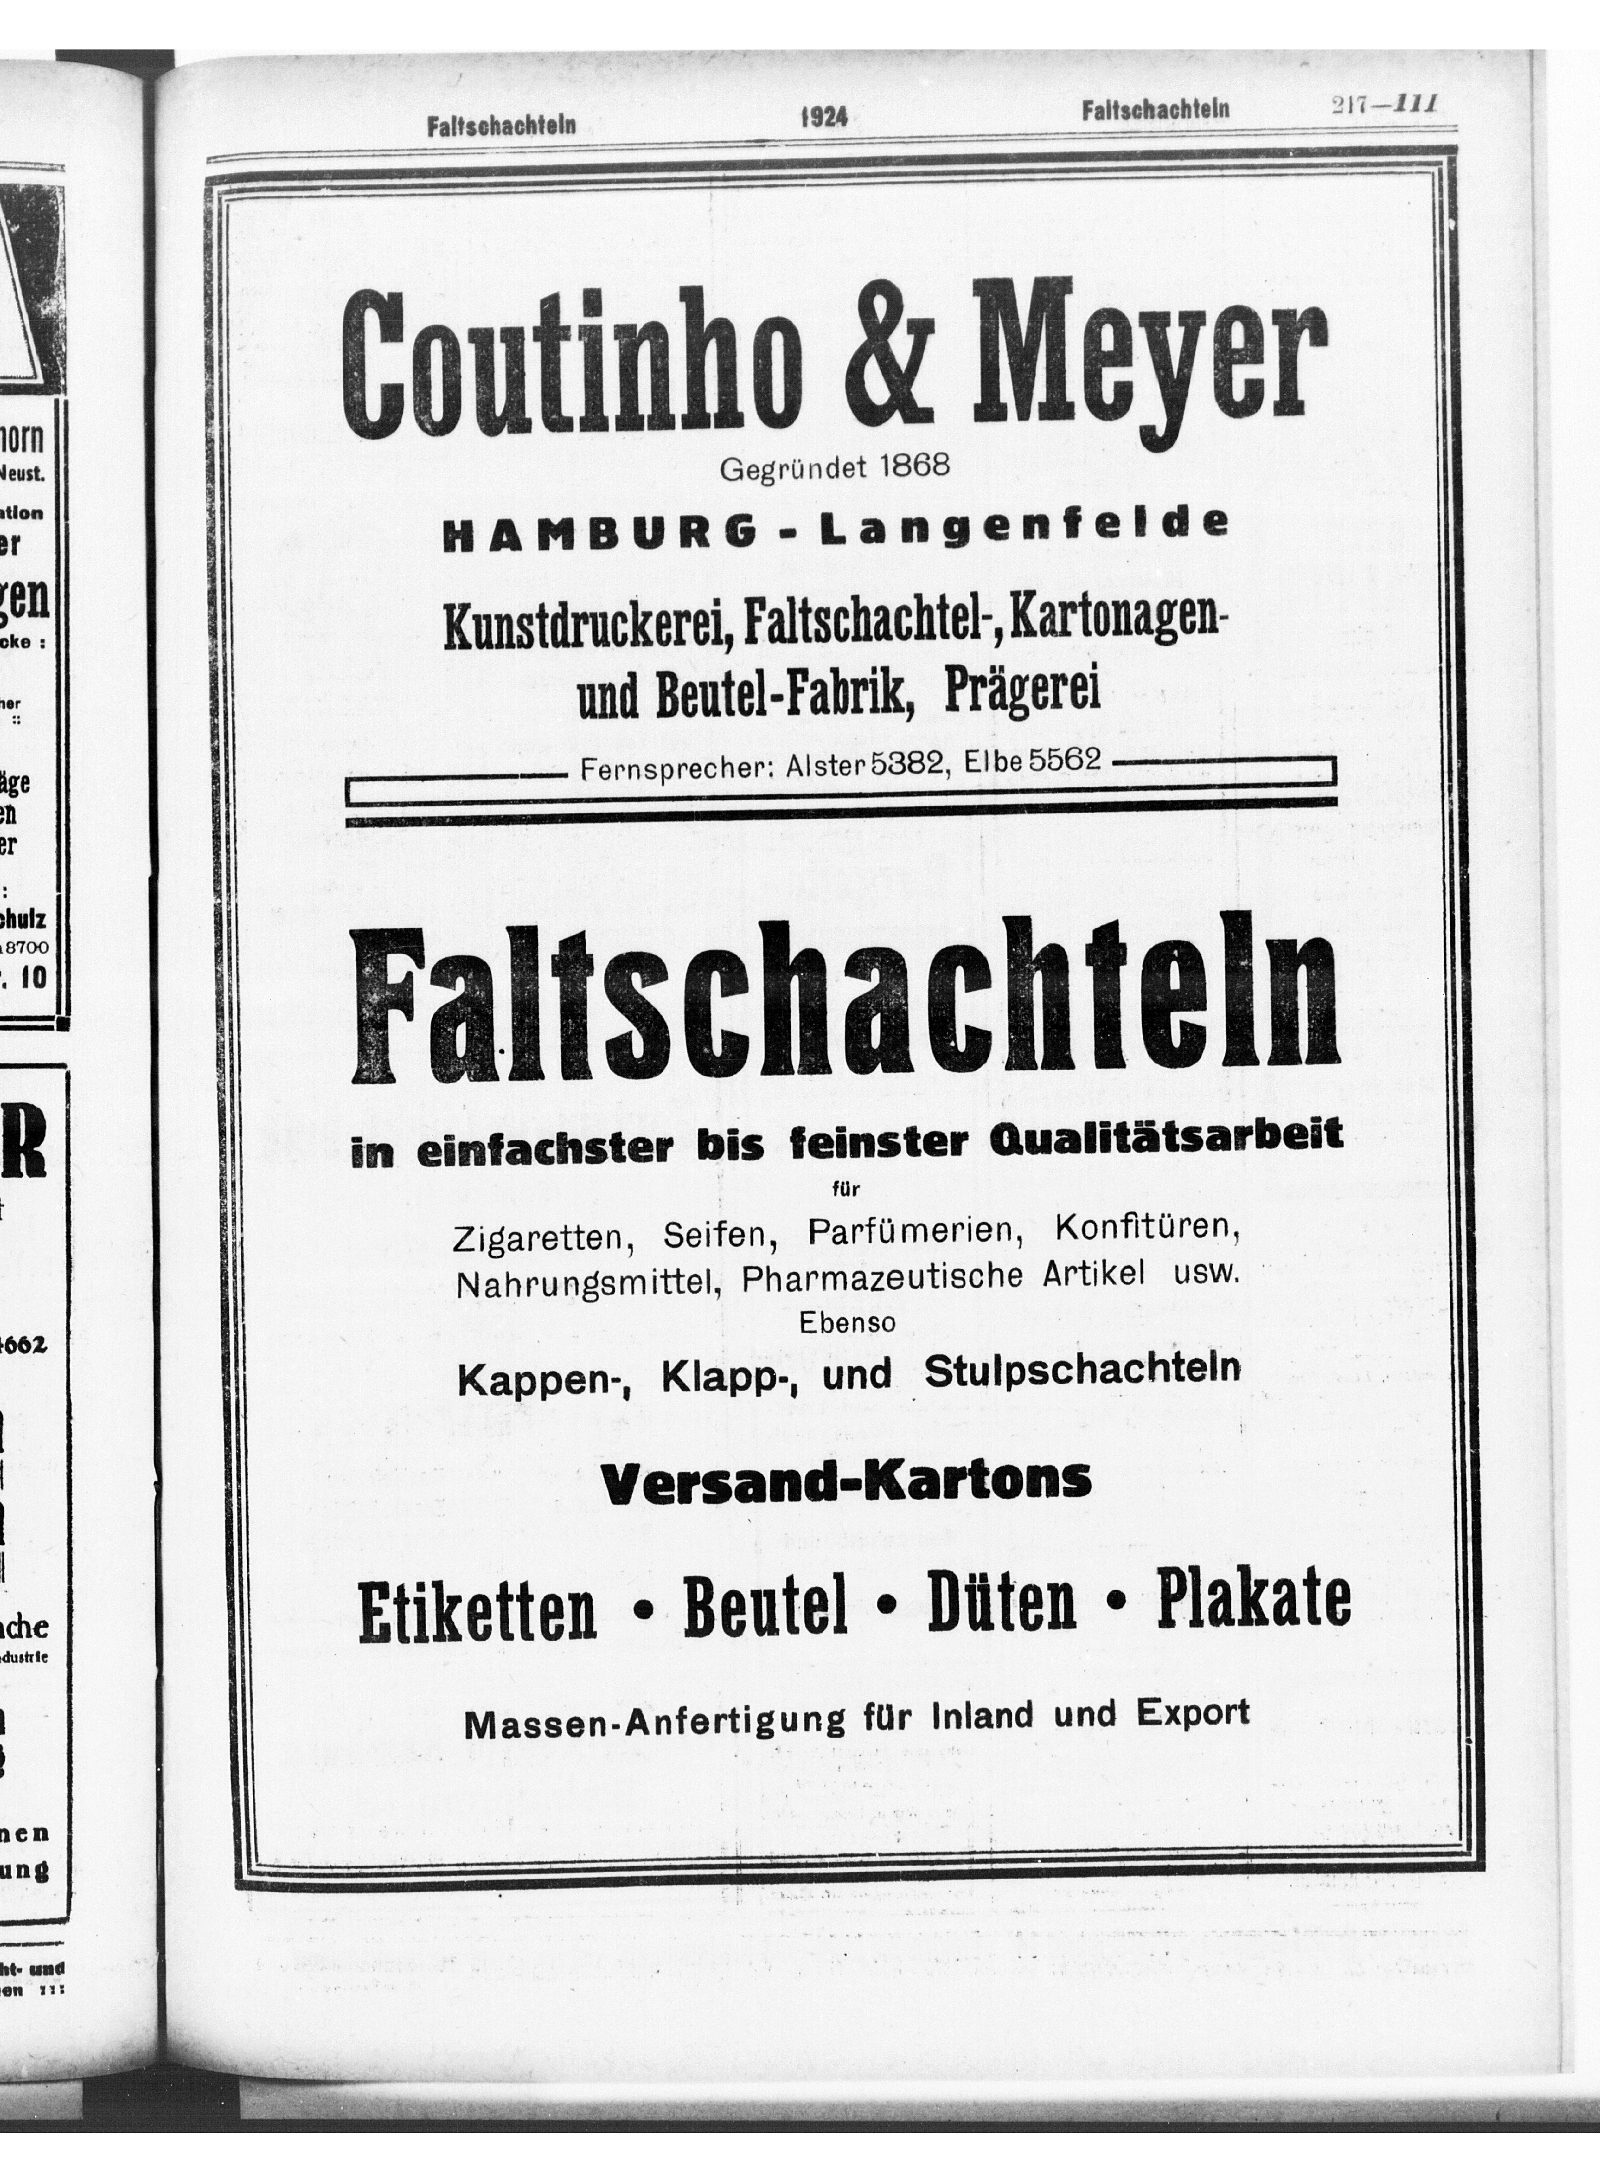 Faltschachteln 1924 Faltschachteln 217—111
Coutinho & Meyer
Gegründet 1868
HAMBURG - Langenfelde
Kunstdruckerei, Faltschachtel-, Kartonagen-
und Beutel-Fabrik, Prägerei
Fernsprecher: Alster 5382, Elbe 5562
Faltschachteln
in einfachster bis feinster Qualitätsarbeit
für
Zigaretten, Seifen, Parfümerien, Konfitüren,
Nahrungsmittel, Pharmazeutische Artikel usw.
Ebenso
Kappen-, Klapp-, und Stulpschachteln
Versand-Kartons
Etiketten • Beutel • Düten • Plakate
Massen-Anfertigung für Inland und Export